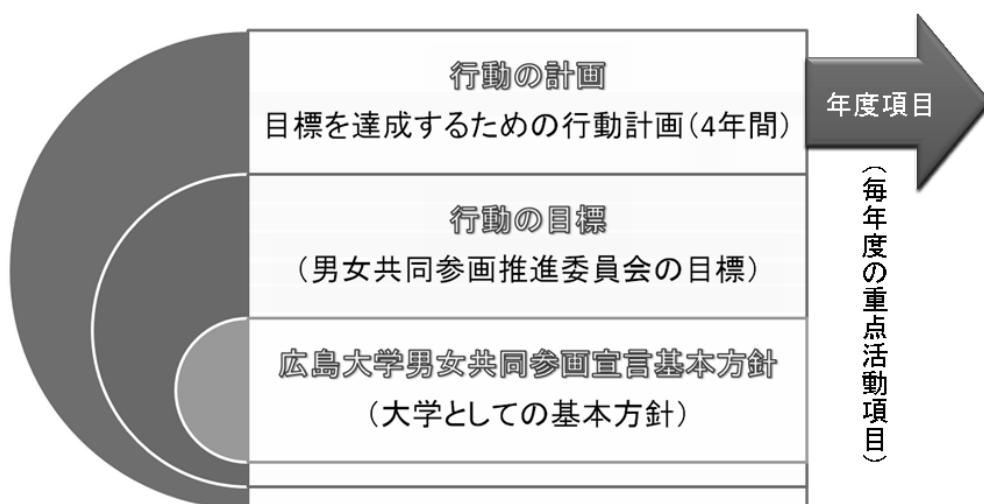 行動の計画
目標を達成するための行動計画(4年間)
年度項目
(毎年度の重点活動項目)
行動の目標
(男女共同参画推進委員会の目標)
広島大学男女共同参画宣言基本方針
(大学としての基本方針)